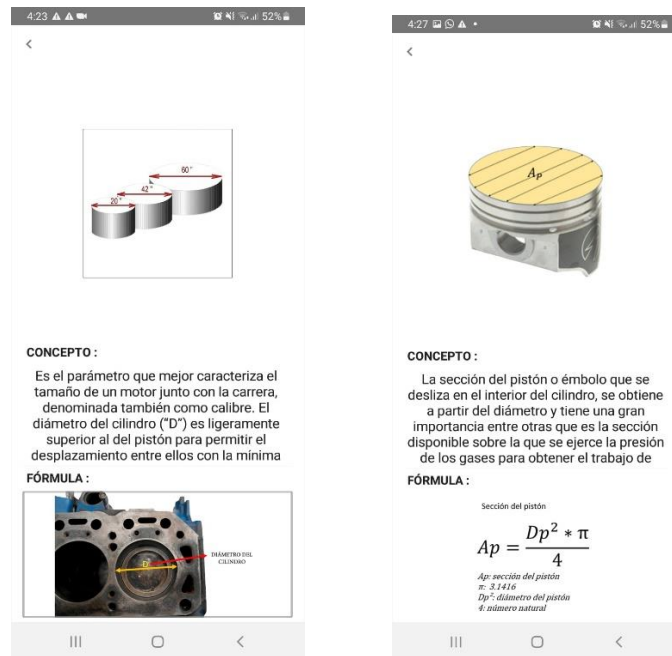 4:23
52%
20"
42"
60"
CONCEPTO :
Es el parámetro que mejor caracteriza el
tamaño de un motor junto con la carrera,
denominada también como calibre. El
diámetro del cilindro ("D") es ligeramente
superior al del pistón para permitir el
desplazamiento entre ellos con la mínima
FÓRMULA :
D
DIÁMETRO DEL
CILINDRO
4:27
52%
Ap
CONCEPTO :
La sección del pistón o émbolo que se
desliza en el interior del cilindro, se obtiene
a partir del diámetro y tiene una gran
importancia entre otras que es la sección
disponible sobre la que se ejerce la presión
de los gases para obtener el trabajo de
FÓRMULA :
Sección del pistón
Ap = Dp² * π / 4
Ap: sección del pistón
π: 3.1416
Dp²: diámetro del pistón
4: número natural